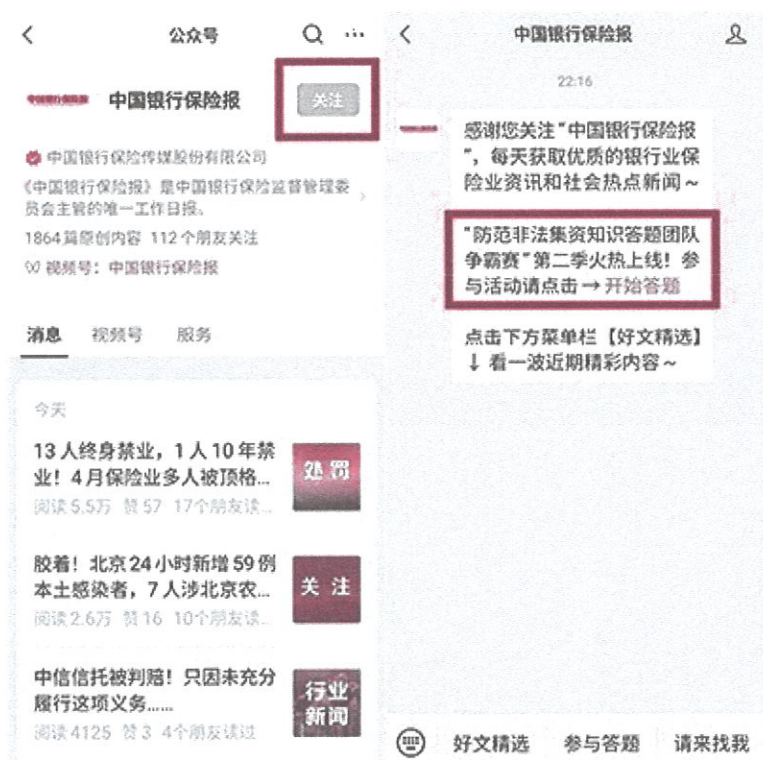 公众号
中国银行保险报
中国银行保险报
关注
中国银行保险传媒股份有限公司
《中国银行保险报》是中国银行保险监督管理委
员会主管的唯一工作日报。
1864篇原创内容 112个朋友关注
视频号：中国银行保险报
消息 视频号 服务
今天
13人终身禁业，1人10年禁
业！4月保险业多人被顶格...
阅读5.5万 赞57 17个朋友读...
处罚
胶着！北京24小时新增59例
本土感染者，7人涉北京农...
阅读2.6万 赞16 10个朋友读...
关注
中信信托被判赔！只因未充分
履行这项义务......
阅读4125 赞3 4个朋友读过
行业
新闻
中国银行保险报
22:16
感谢您关注"中国银行保险报
"，每天获取优质的银行业保
险业资讯和社会热点新闻~
"防范非法集资知识答题团队
争霸赛"第二季火热上线！参
与活动请点击→开始答题
点击下方菜单栏【好文精选】
↓ 看一波近期精彩内容~
好文精选 参与答题 请来找我